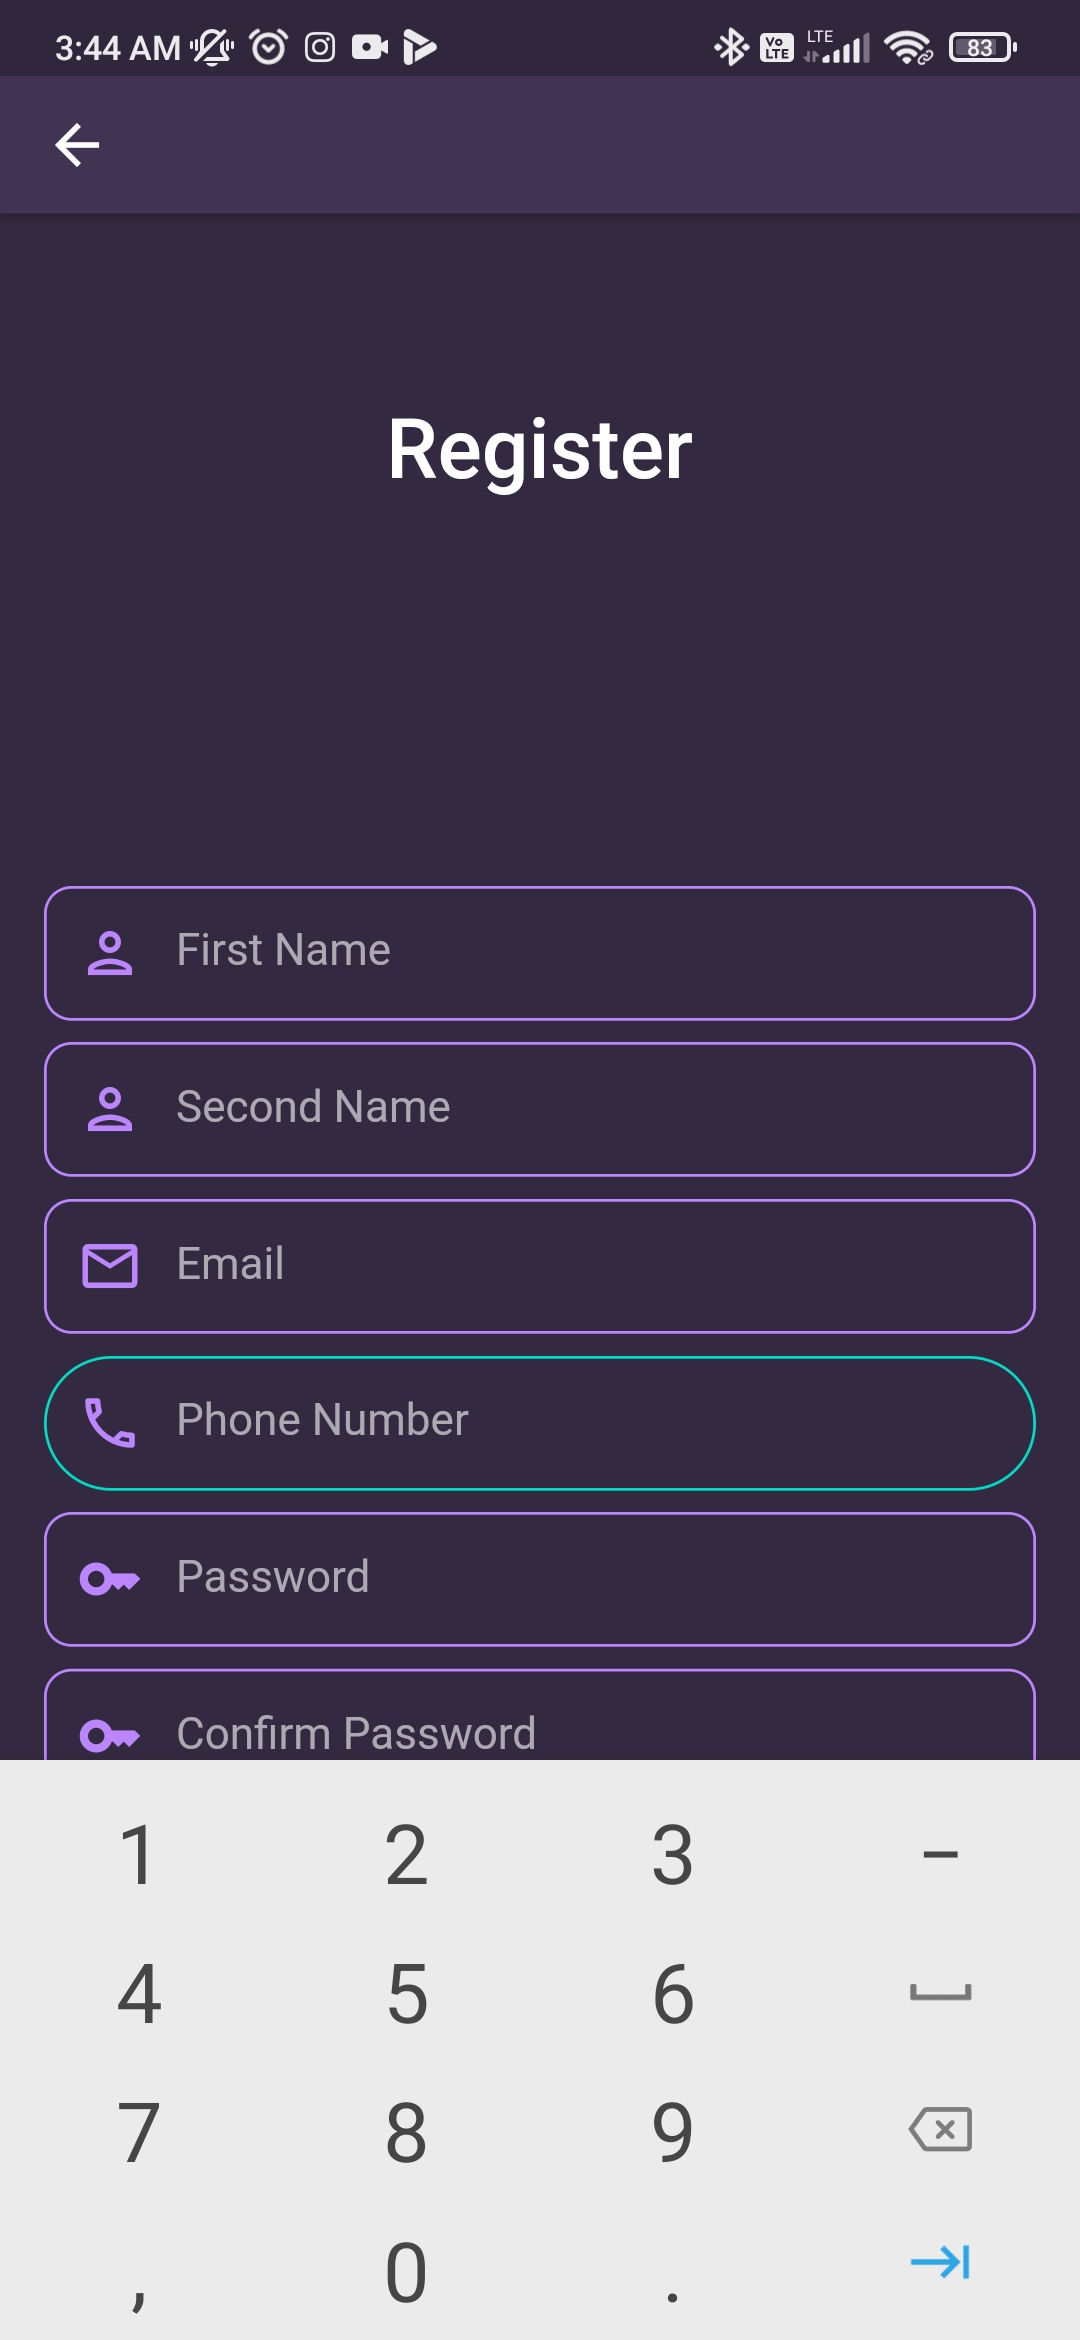 3:44 AM
Vo LTE
LTE
83
Register
First Name
Second Name
Email
Phone Number
Password
Confirm Password
1 2 3 –
4 5 6
7 8 9
, 0 .